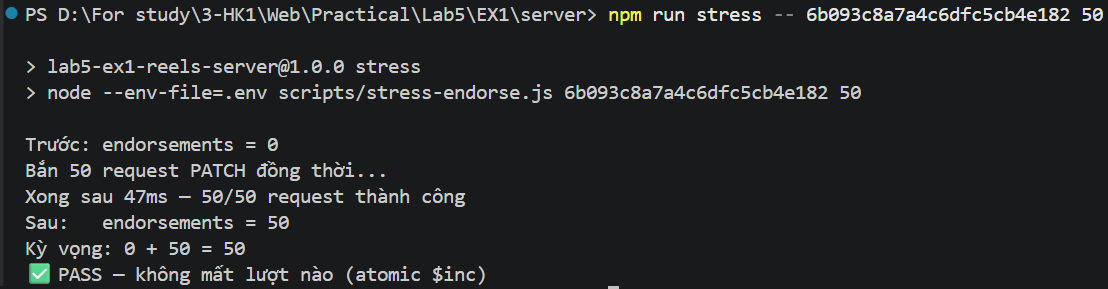 PS D:\For study\3-HK1\Web\Practical\Lab5\EX1\server> npm run stress -- 6b093c8a7a4c6dfc5cb4e182 50
> lab5-ex1-reels-server@1.0.0 stress
> node --env-file=.env scripts/stress-endorse.js 6b093c8a7a4c6dfc5cb4e182 50
Trước: endorsements = 0
Bắn 50 request PATCH đồng thời...
Xong sau 47ms — 50/50 request thành công
Sau:   endorsements = 50
Kỳ vọng: 0 + 50 = 50
✅ PASS — không mất lượt nào (atomic $inc)